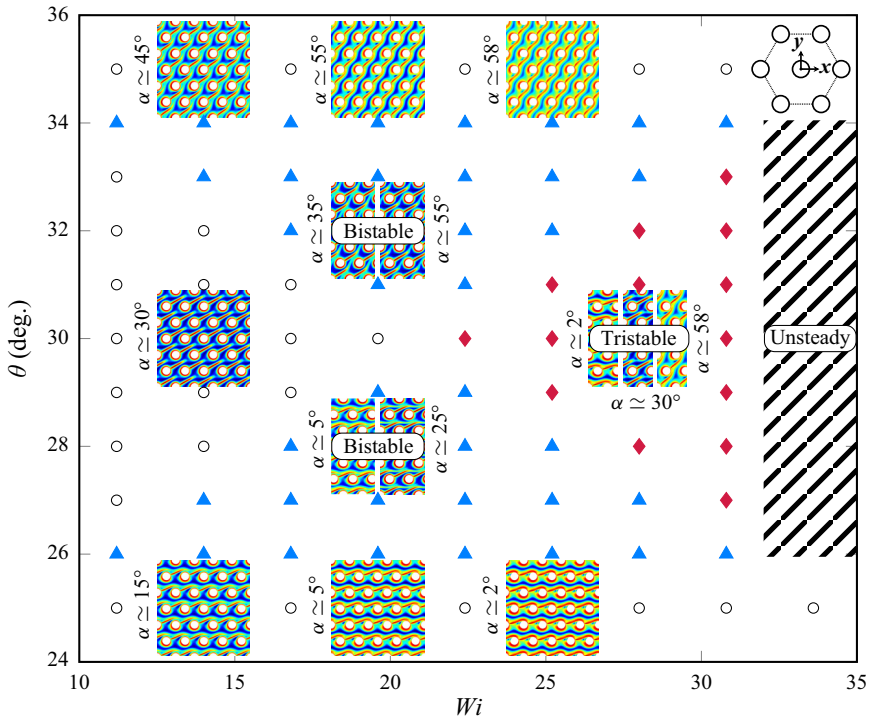 36
34
32
30
28
26
24
θ (deg.)
10
15
20
25
30
35
Wi
α ≃ 45°
α ≃ 55°
α ≃ 58°
y
x
α ≃ 35°
Bistable
α ≃ 55°
α ≃ 30°
α ≃ 2°
Tristable
α ≃ 58°
α ≃ 30°
Unsteady
α ≃ 5°
Bistable
α ≃ 25°
α ≃ 15°
α ≃ 5°
α ≃ 2°